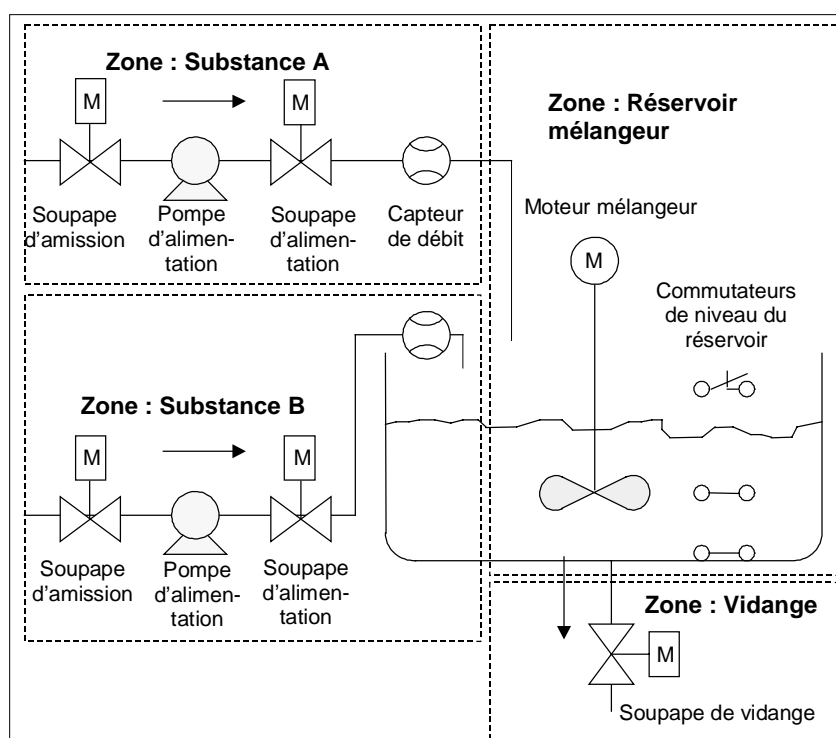 Zone : Substance A
M
M
Soupape
d'amission
Pompe
d'alimen-
tation
Soupape
d'alimen-
tation
Capteur
de débit
Zone : Réservoir
mélangeur
Moteur mélangeur
M
Commutateurs
de niveau du
réservoir
Zone : Substance B
M
M
Soupape
d'amission
Pompe
d'alimen-
tation
Soupape
d'alimen-
tation
Zone : Vidange
M
Soupape de vidange